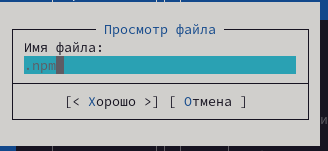 Просмотр файла
Имя файла:
.npm
[< Хорошо >] [ Отмена ]